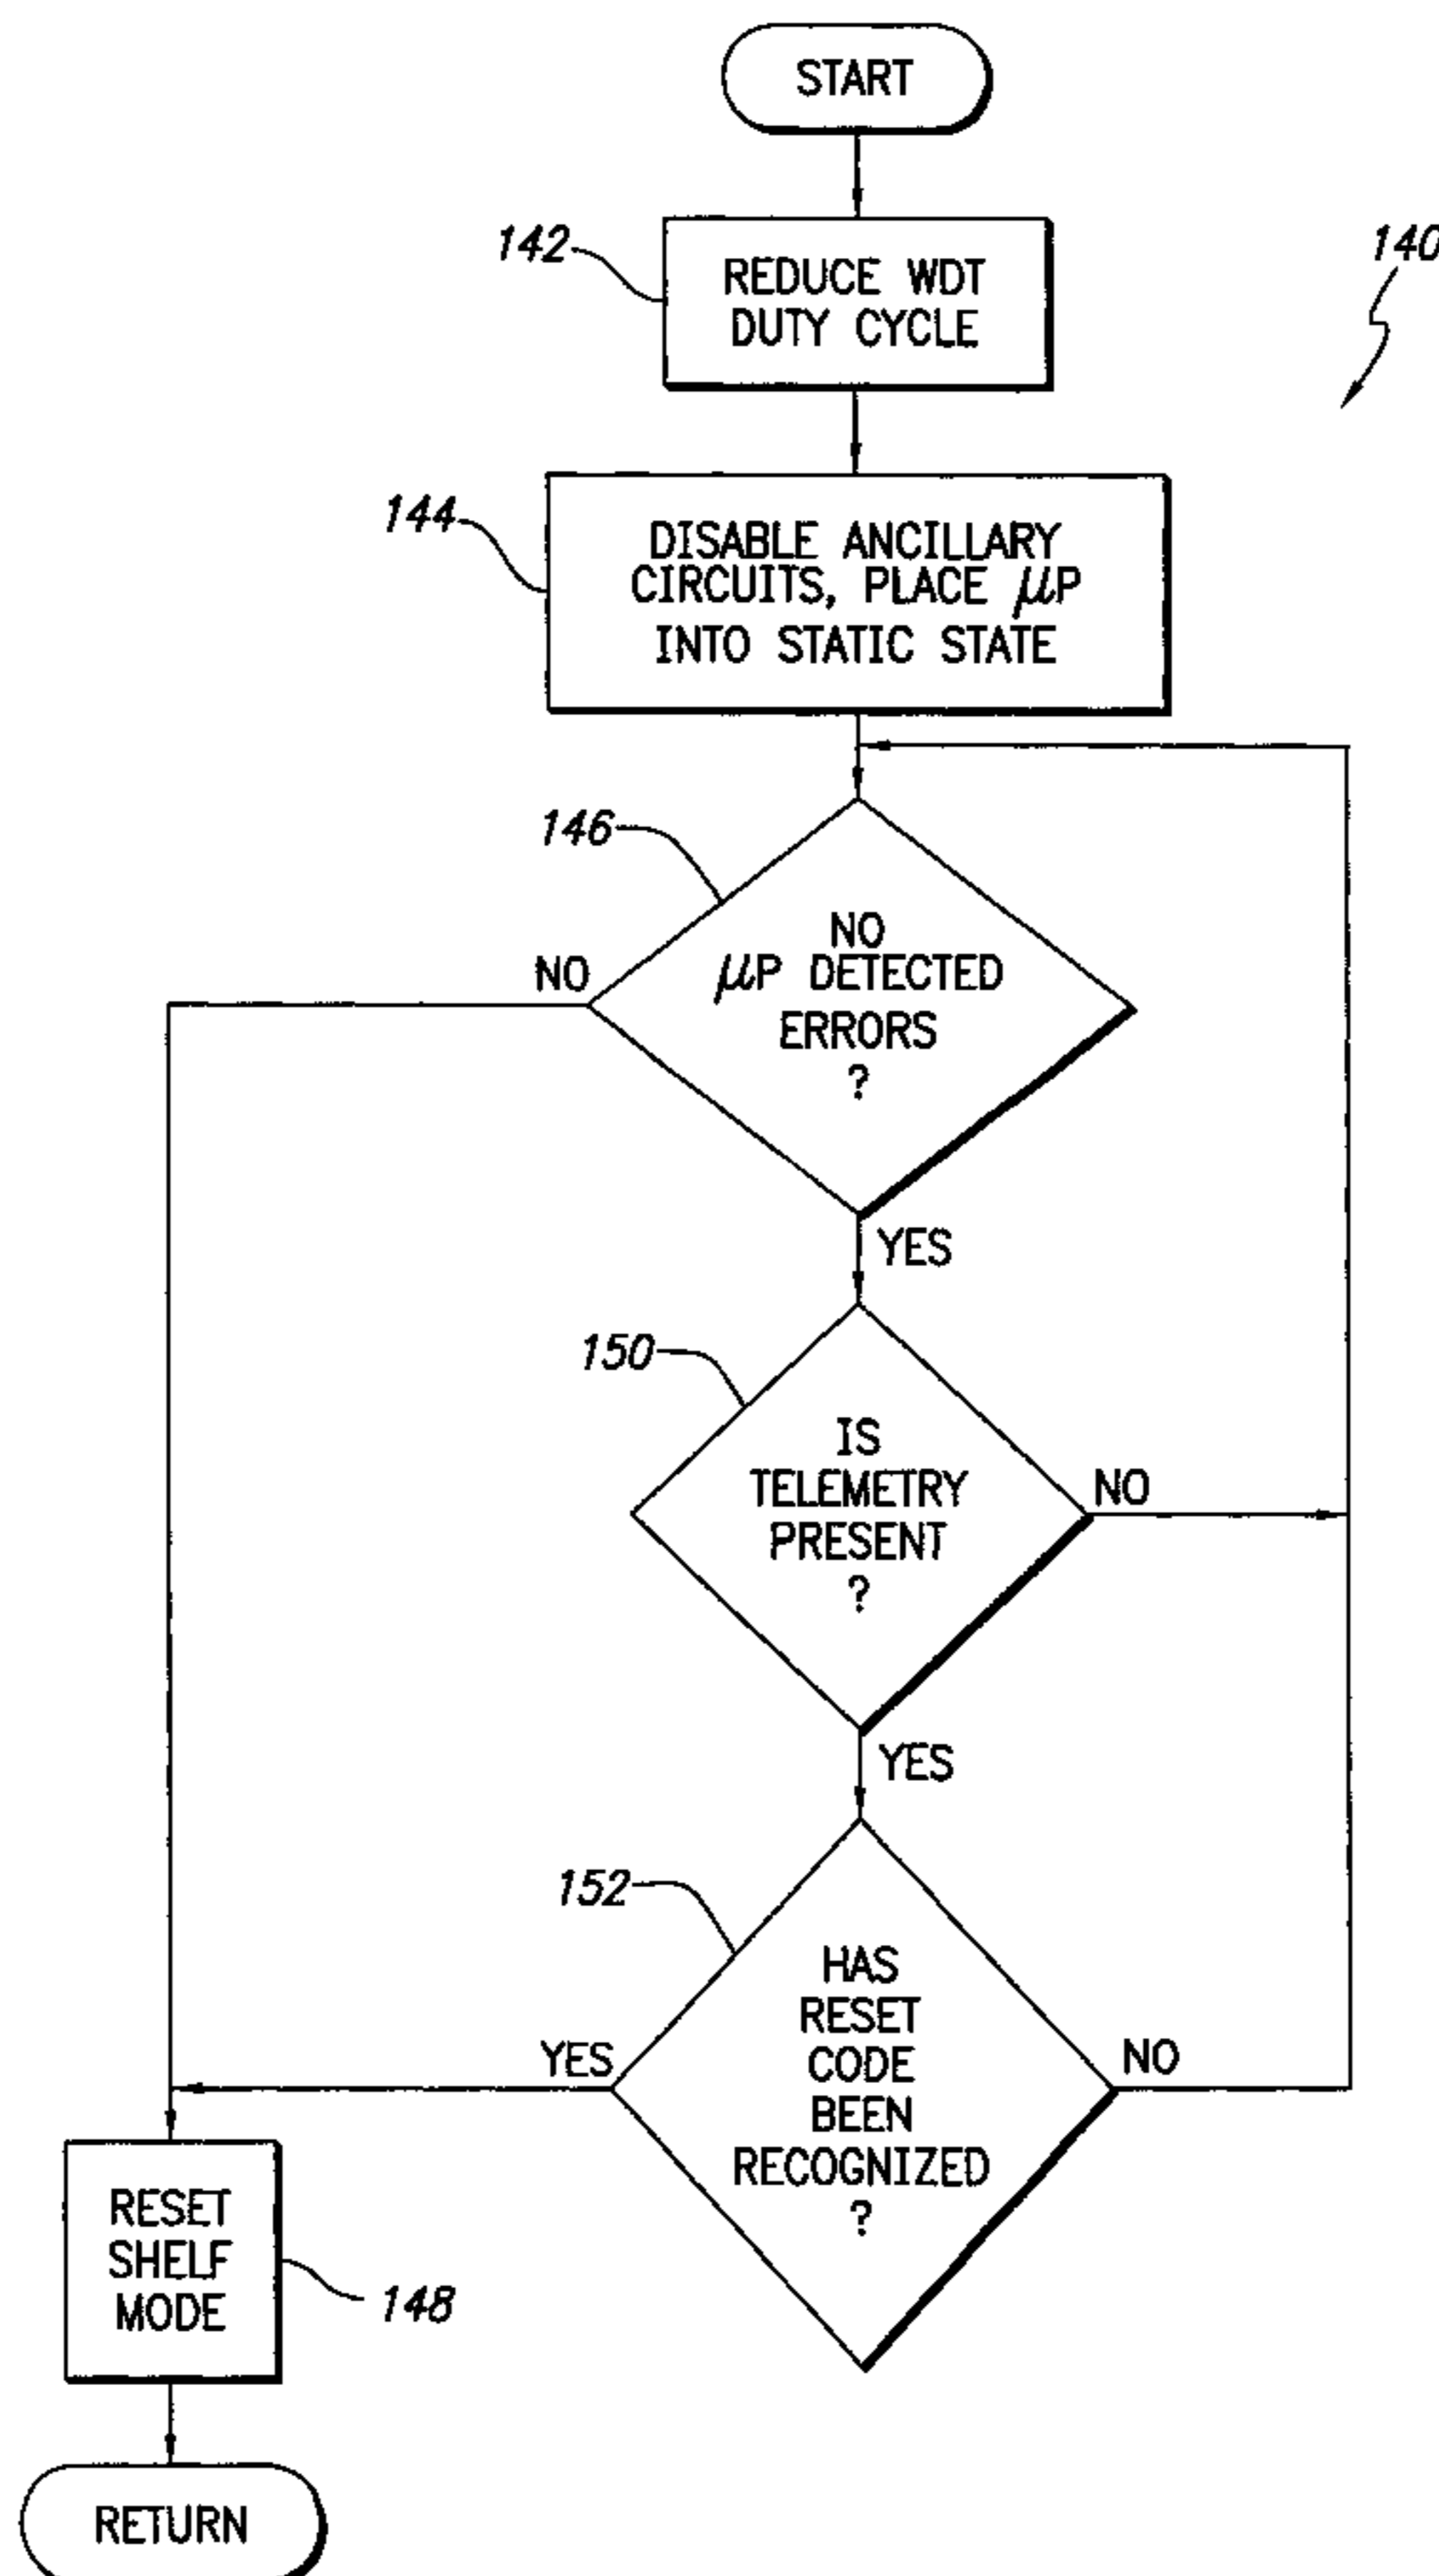 START
142
140
REDUCE WDT
DUTY CYCLE
144
DISABLE ANCILLARY
CIRCUITS, PLACE μP
INTO STATIC STATE
146
NO
NO
μP DETECTED
ERRORS
?
YES
150
IS
TELEMETRY
PRESENT
?
NO
YES
152
HAS
RESET
CODE
BEEN
RECOGNIZED
?
YES
NO
RESET
SHELF
MODE
148
RETURN